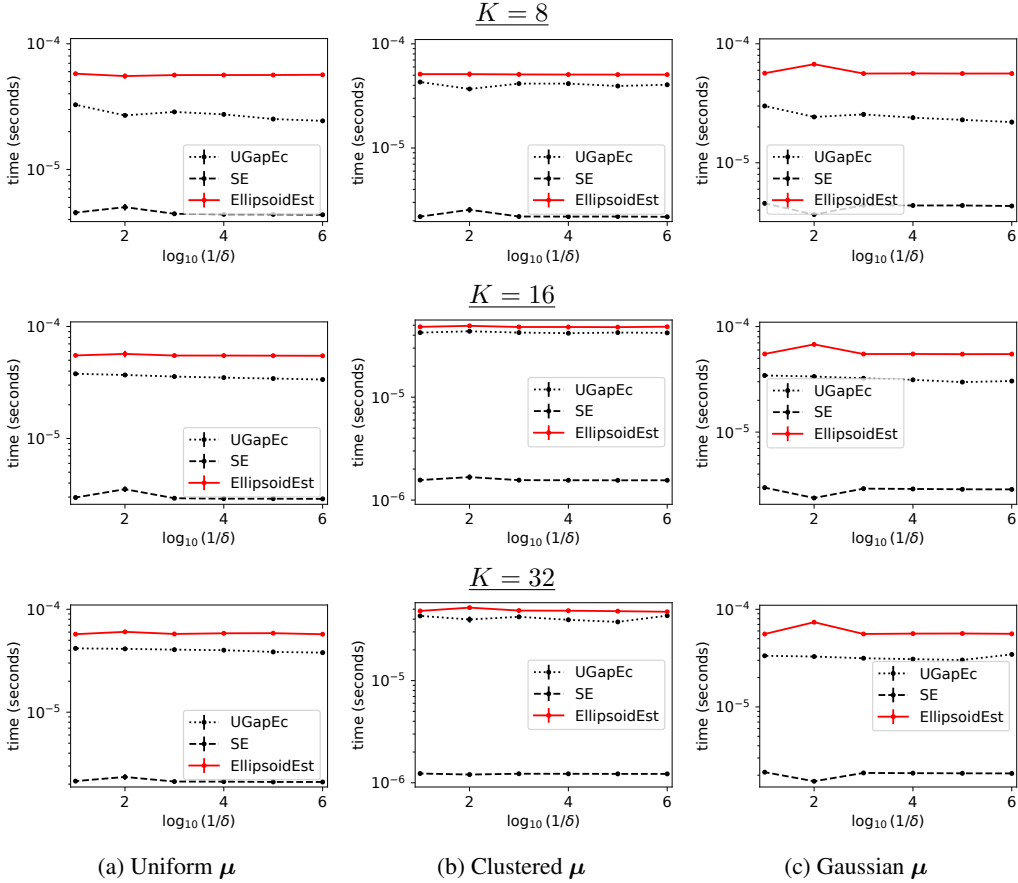 K = 8
10⁻⁴
10⁻⁵
time (seconds)
UGapEc
SE
EllipsoidEst
2 4 6
log₁₀(1/δ)
10⁻⁴
10⁻⁵
time (seconds)
UGapEc
SE
EllipsoidEst
2 4 6
log₁₀(1/δ)
10⁻⁴
10⁻⁵
time (seconds)
UGapEc
SE
EllipsoidEst
2 4 6
log₁₀(1/δ)
K = 16
10⁻⁴
10⁻⁵
time (seconds)
UGapEc
SE
EllipsoidEst
2 4 6
log₁₀(1/δ)
10⁻⁵
10⁻⁶
time (seconds)
UGapEc
SE
EllipsoidEst
2 4 6
log₁₀(1/δ)
10⁻⁴
10⁻⁵
time (seconds)
UGapEc
SE
EllipsoidEst
2 4 6
log₁₀(1/δ)
K = 32
10⁻⁴
10⁻⁵
time (seconds)
UGapEc
SE
EllipsoidEst
2 4 6
log₁₀(1/δ)
10⁻⁵
10⁻⁶
time (seconds)
UGapEc
SE
EllipsoidEst
2 4 6
log₁₀(1/δ)
10⁻⁴
10⁻⁵
time (seconds)
UGapEc
SE
EllipsoidEst
2 4 6
log₁₀(1/δ)
(a) Uniform μ
(b) Clustered μ
(c) Gaussian μ